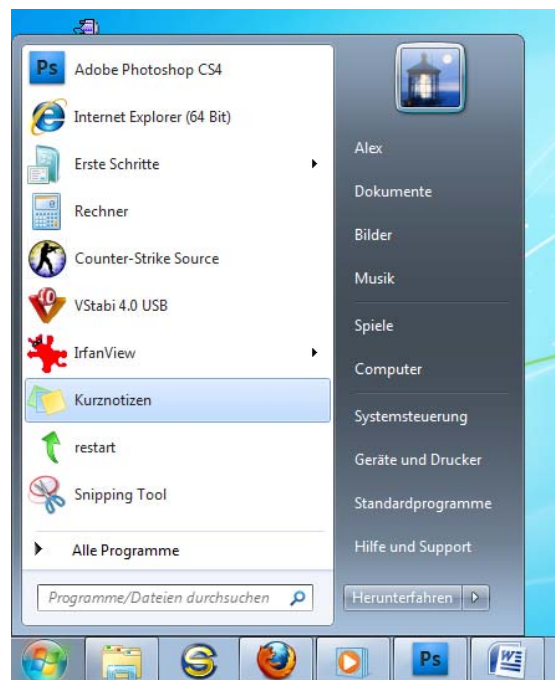 Ps Adobe Photoshop CS4
Internet Explorer (64 Bit)
Erste Schritte
Rechner
Counter-Strike Source
VStabi 4.0 USB
IrfanView
Kurznotizen
restart
Snipping Tool
Alle Programme
Programme/Dateien durchsuchen
Alex
Dokumente
Bilder
Musik
Spiele
Computer
Systemsteuerung
Geräte und Drucker
Standardprogramme
Hilfe und Support
Herunterfahren
Ps